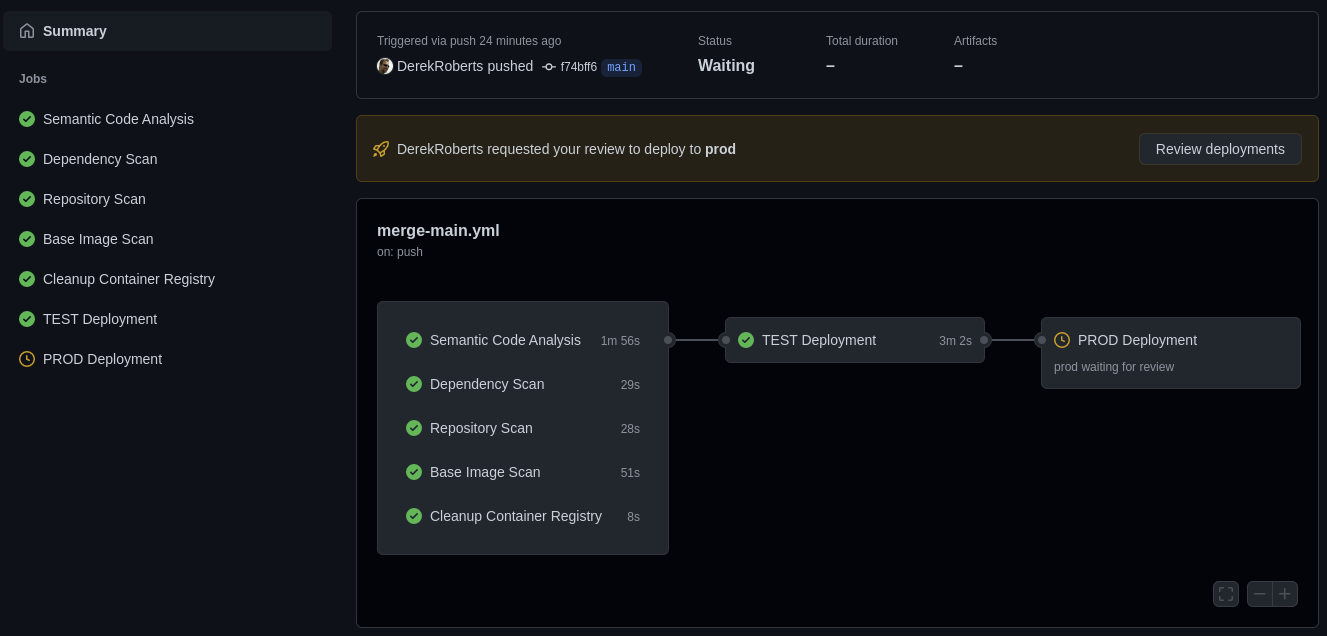 Summary
Jobs
Semantic Code Analysis
Dependency Scan
Repository Scan
Base Image Scan
Cleanup Container Registry
TEST Deployment
PROD Deployment
Triggered via push 24 minutes ago
DerekRoberts pushed f74bff6 main
Status
Waiting
Total duration
–
Artifacts
–
DerekRoberts requested your review to deploy to prod
Review deployments
merge-main.yml
on: push
Semantic Code Analysis 1m 56s
Dependency Scan 29s
Repository Scan 28s
Base Image Scan 51s
Cleanup Container Registry 8s
TEST Deployment 3m 2s
PROD Deployment
prod waiting for review